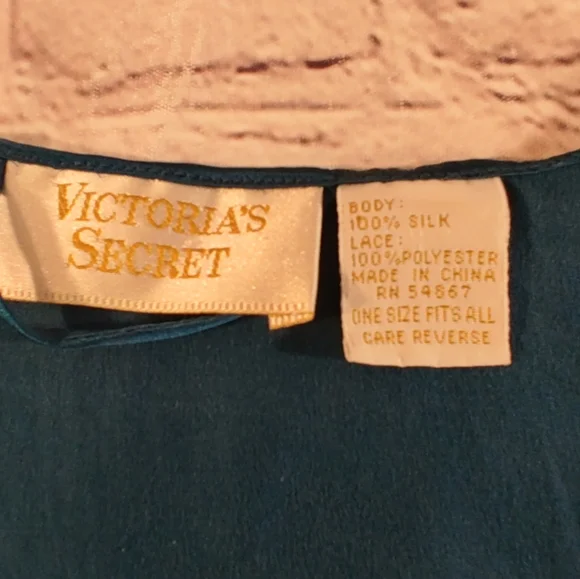 VICTORIA'S
SECRET
BODY:
100% SILK
LACE:
100%POLYESTER
MADE IN CHINA
RN 54867
ONE SIZE FITS ALL
CARE REVERSE